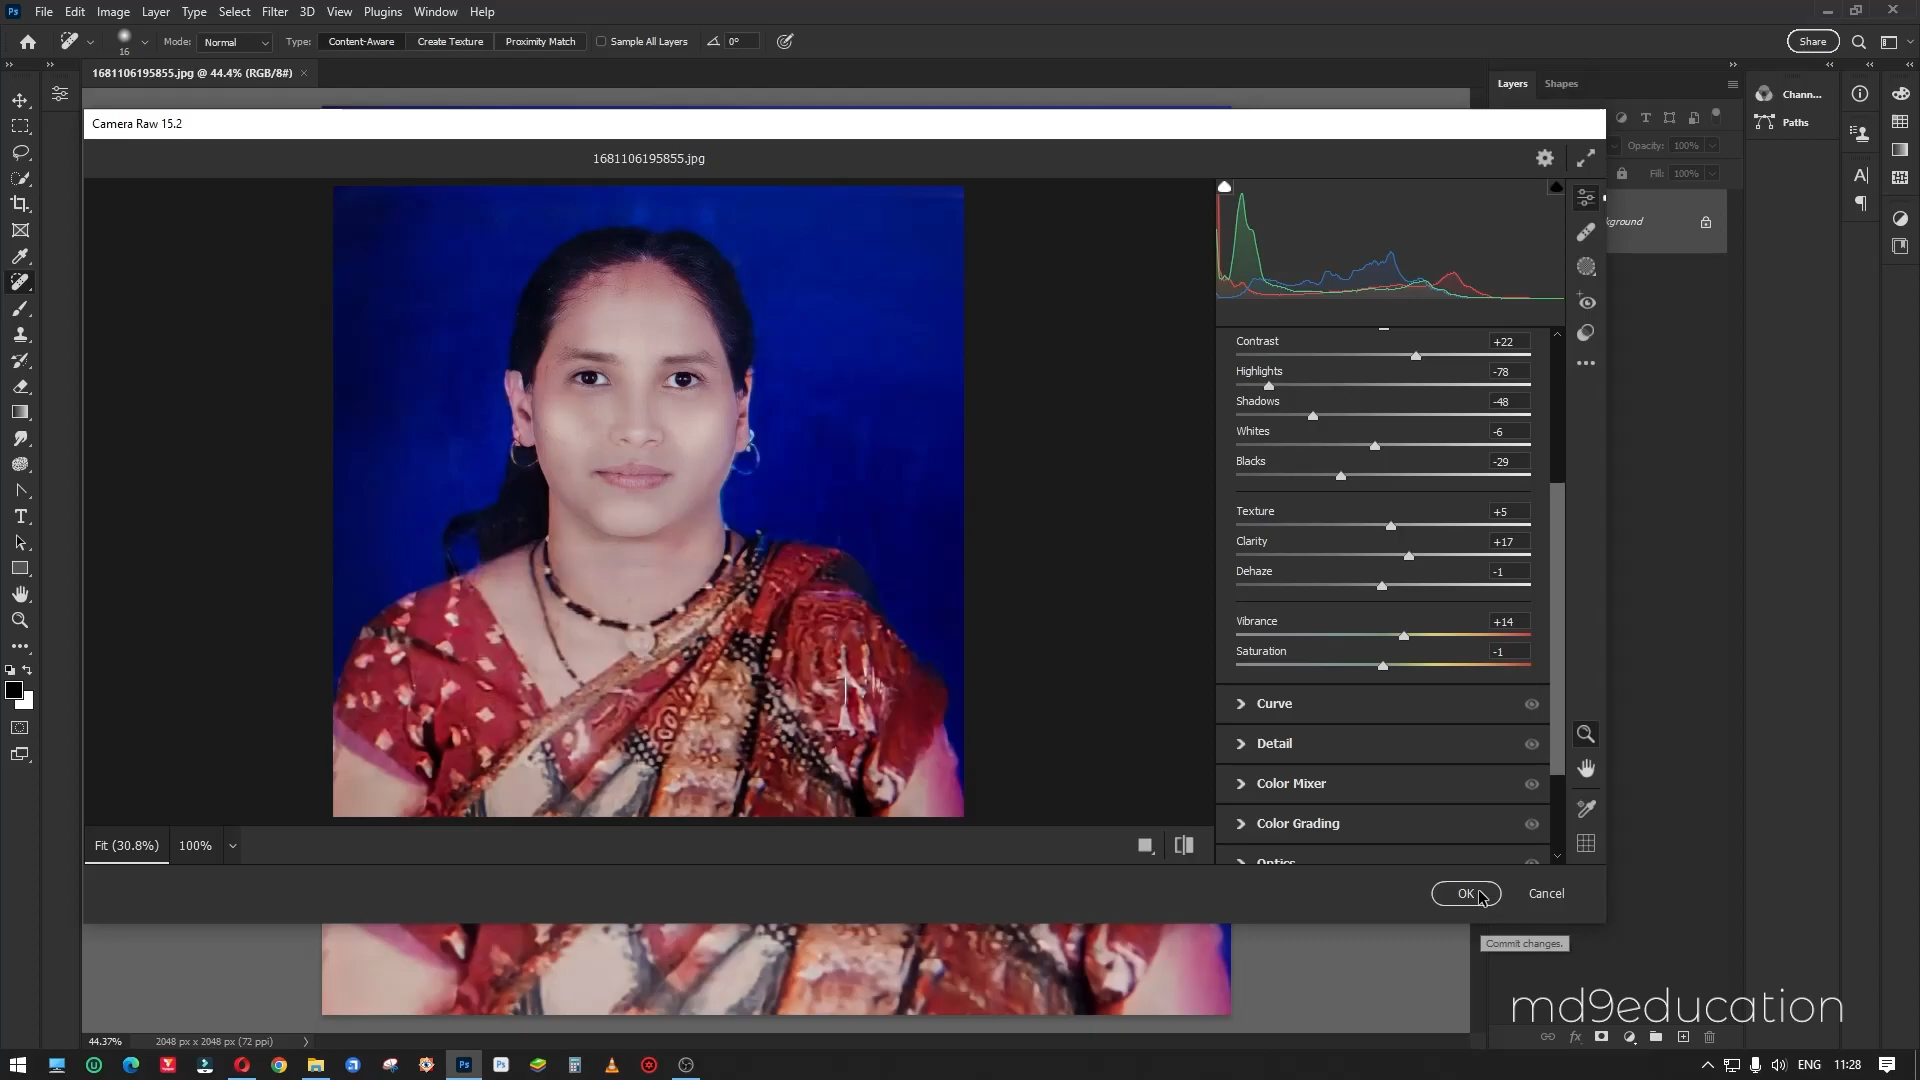 Ps File Edit Image Layer Type Select Filter 3D View Plugins Window Help
16 Mode: Normal Type: Content-Aware Create Texture Proximity Match Sample All Layers 0° Share
1681106195855.jpg @ 44.4% (RGB/8#) ×
Layers Shapes
Chann...
Paths
Opacity: 100%
Fill: 100%
kground
Camera Raw 15.2
1681106195855.jpg
Contrast +22
Highlights -78
Shadows -48
Whites -6
Blacks -29
Texture +5
Clarity +17
Dehaze -1
Vibrance +14
Saturation -1
Curve
Detail
Color Mixer
Color Grading
Optics
Fit (30.8%) 100%
OK Cancel
Commit changes.
md9education
44.37% 2048 px x 2048 px (72 ppi)
ENG 11:28